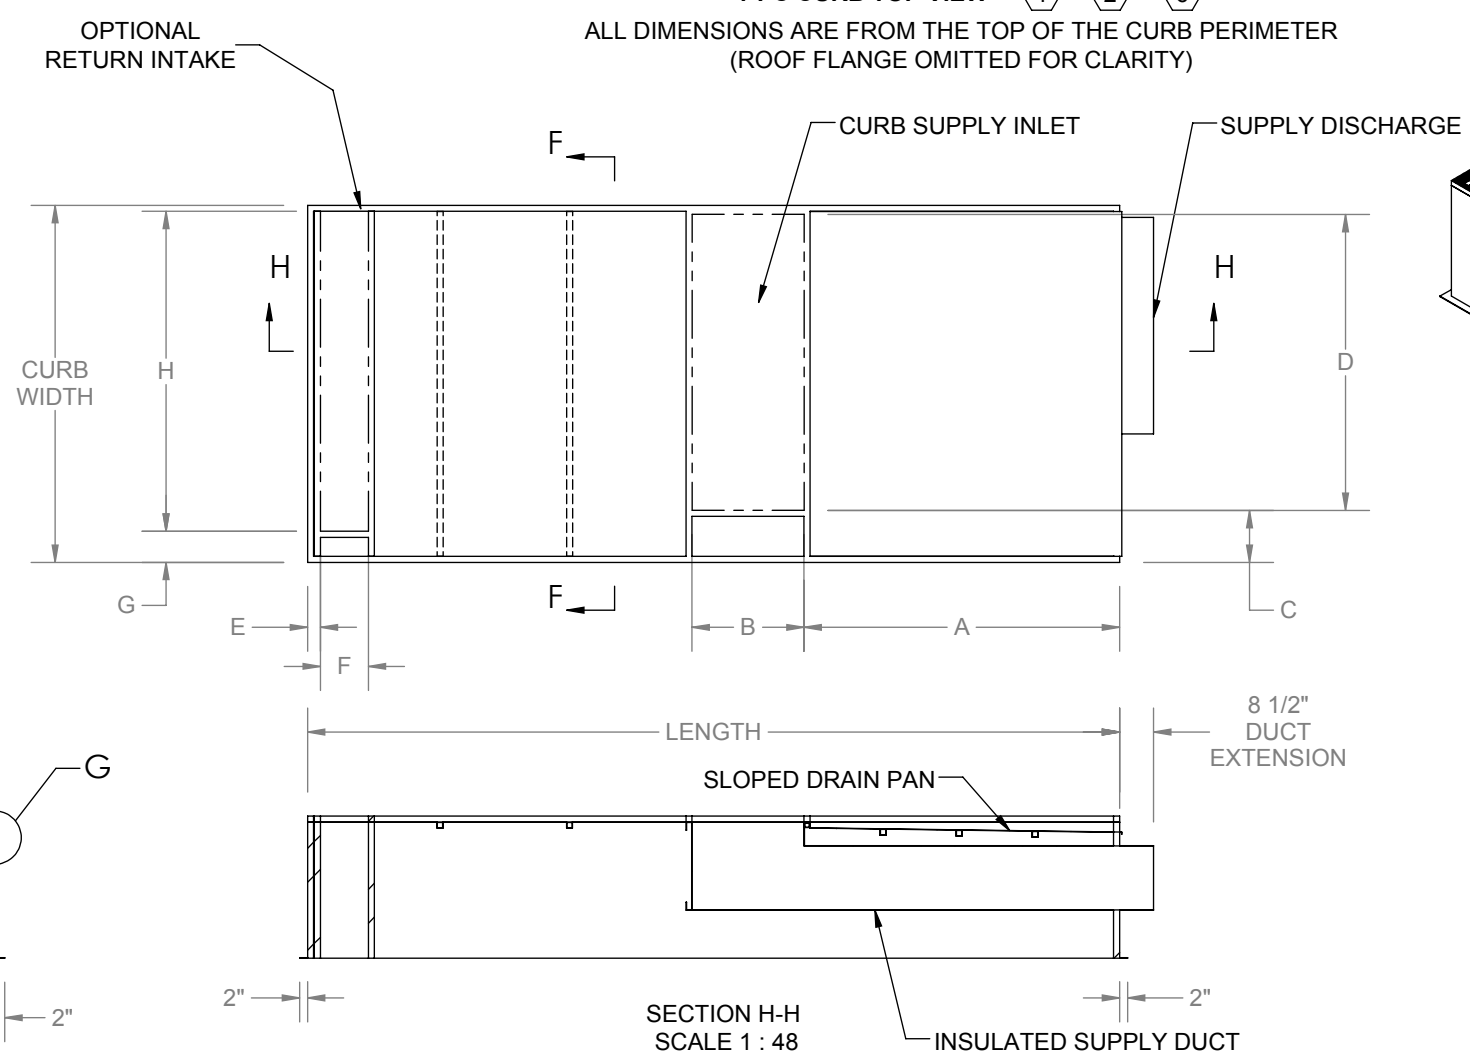 OPTIONAL
RETURN INTAKE
ALL DIMENSIONS ARE FROM THE TOP OF THE CURB PERIMETER
(ROOF FLANGE OMITTED FOR CLARITY)
CURB SUPPLY INLET
SUPPLY DISCHARGE
F
H
H
CURB
WIDTH
H
D
G
E
F
F
B
A
C
LENGTH
8 1/2"
DUCT
EXTENSION
G
SLOPED DRAIN PAN
2"
2"
2"
SECTION H-H
SCALE 1 : 48
INSULATED SUPPLY DUCT